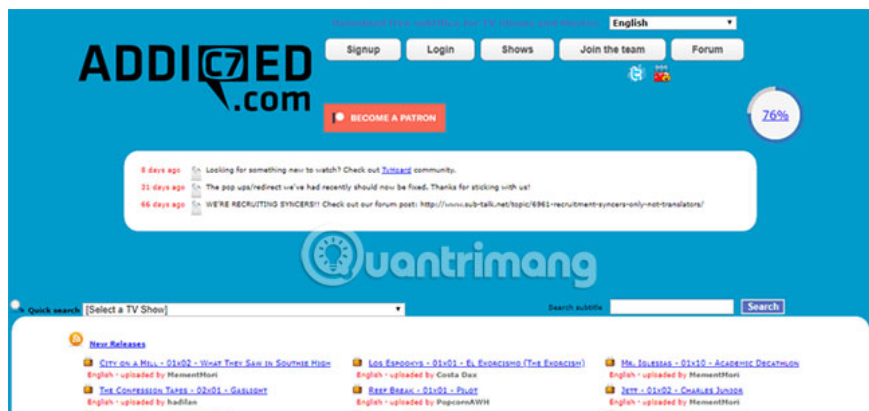 Download free subtitles for TV Shows and Movies. English
Signup Login Shows Join the team Forum
ADDIC7ED
.com
BECOME A PATRON
76%
8 days ago Looking for something new to watch? Check out TvHoard community.
31 days ago The pop ups/redirect we've had recently should now be fixed. Thanks for sticking with us!
66 days ago WE'RE RECRUITING SYNCERS!! Check out our forum post: http://www.sub-talk.net/topic/6961-recruitment-syncers-only-not-translators/
Quantrimang
Quick search [Select a TV Show] Search subtitle Search
New Releases
City on a Hill - 01x02 - What They Saw in Southie High
English - uploaded by MementMori
Los Espookys - 01x01 - El Exorcismo (The Exorcism)
English - uploaded by Costa Dax
Mr. Iglesias - 01x10 - Academic Decathlon
English - uploaded by MementMori
The Confession Tapes - 02x01 - Gaslight
English - uploaded by hadilan
Reef Break - 01x01 - Pilot
English - uploaded by PopcornAWH
Jett - 01x02 - Charles Junior
English - uploaded by MementMori